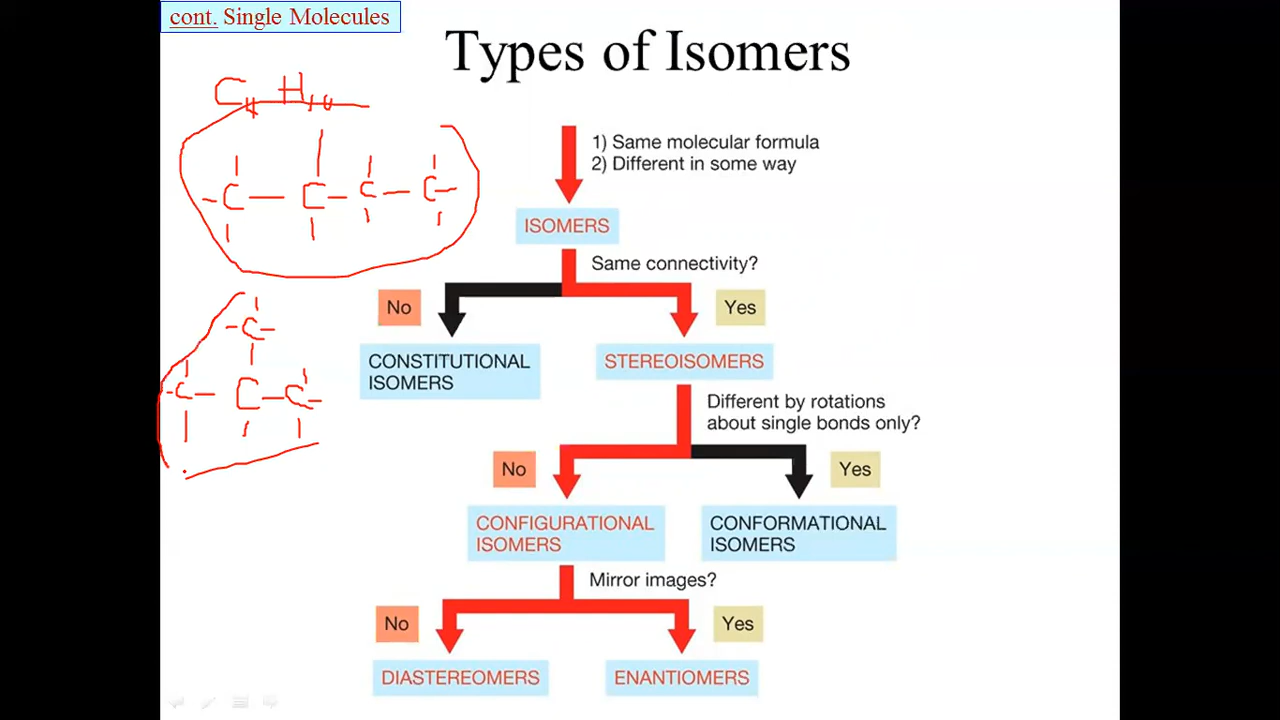 cont. Single Molecules
Types of Isomers
C4 H10
1) Same molecular formula
2) Different in some way
C C C C
ISOMERS
Same connectivity?
No
Yes
C
CONSTITUTIONAL
ISOMERS
STEREOISOMERS
C C C
Different by rotations
about single bonds only?
No
Yes
CONFIGURATIONAL
ISOMERS
CONFORMATIONAL
ISOMERS
Mirror images?
No
Yes
DIASTEREOMERS
ENANTIOMERS